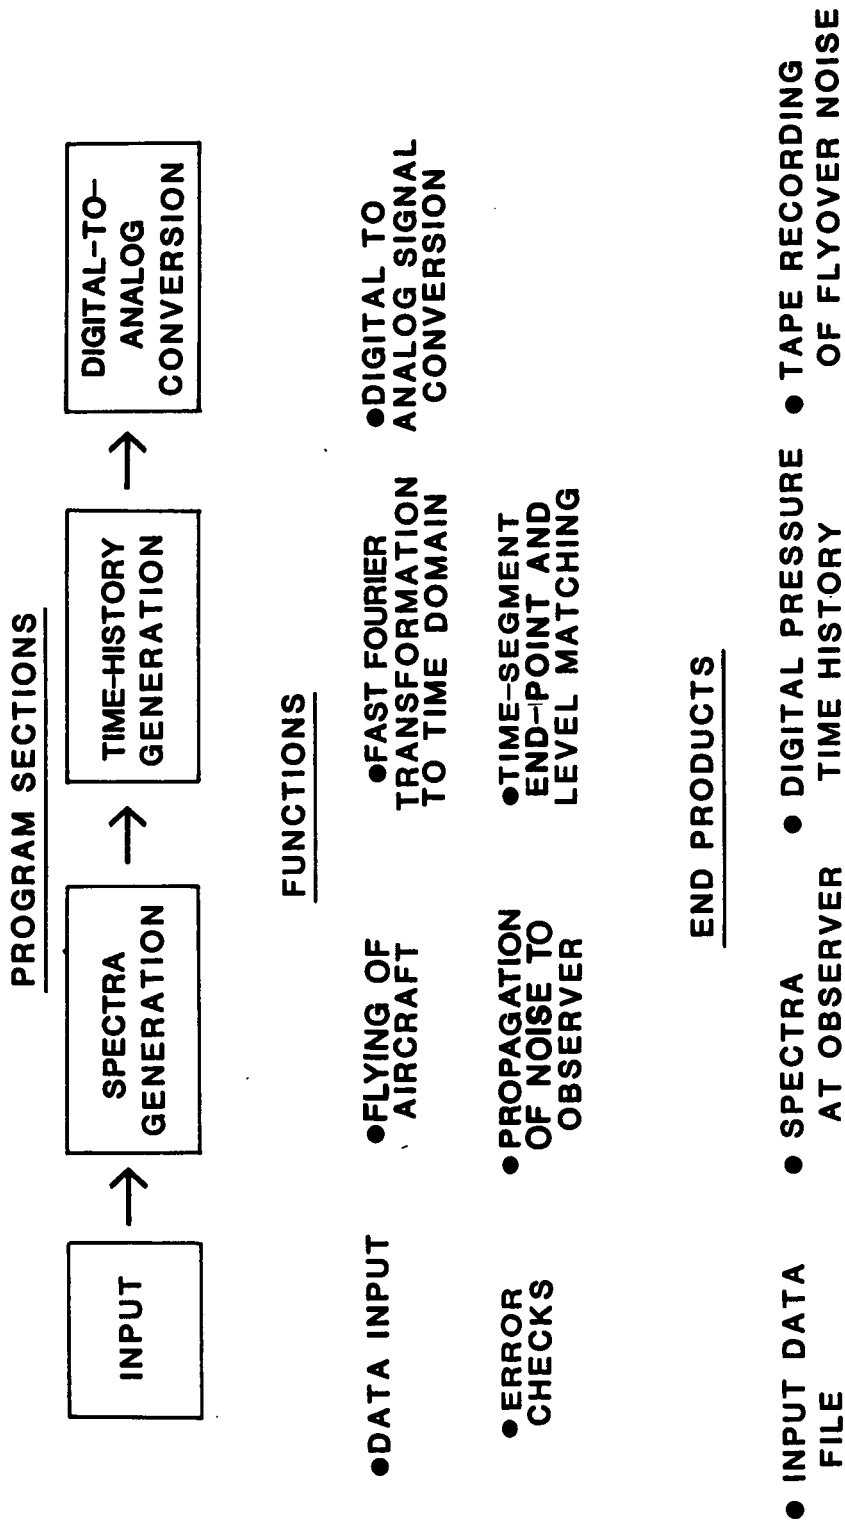 PROGRAM SECTIONS
INPUT
SPECTRA
GENERATION
TIME-HISTORY
GENERATION
DIGITAL-TO-
ANALOG
CONVERSION
FUNCTIONS
●DATA INPUT
●FLYING OF
AIRCRAFT
●FAST FOURIER
TRANSFORMATION
TO TIME DOMAIN
●DIGITAL TO
ANALOG SIGNAL
CONVERSION
●ERROR
CHECKS
●PROPAGATION
OF NOISE TO
OBSERVER
●TIME-SEGMENT
END-POINT AND
LEVEL MATCHING
END PRODUCTS
● INPUT DATA
FILE
● SPECTRA
AT OBSERVER
● DIGITAL PRESSURE
TIME HISTORY
● TAPE RECORDING
OF FLYOVER NOISE